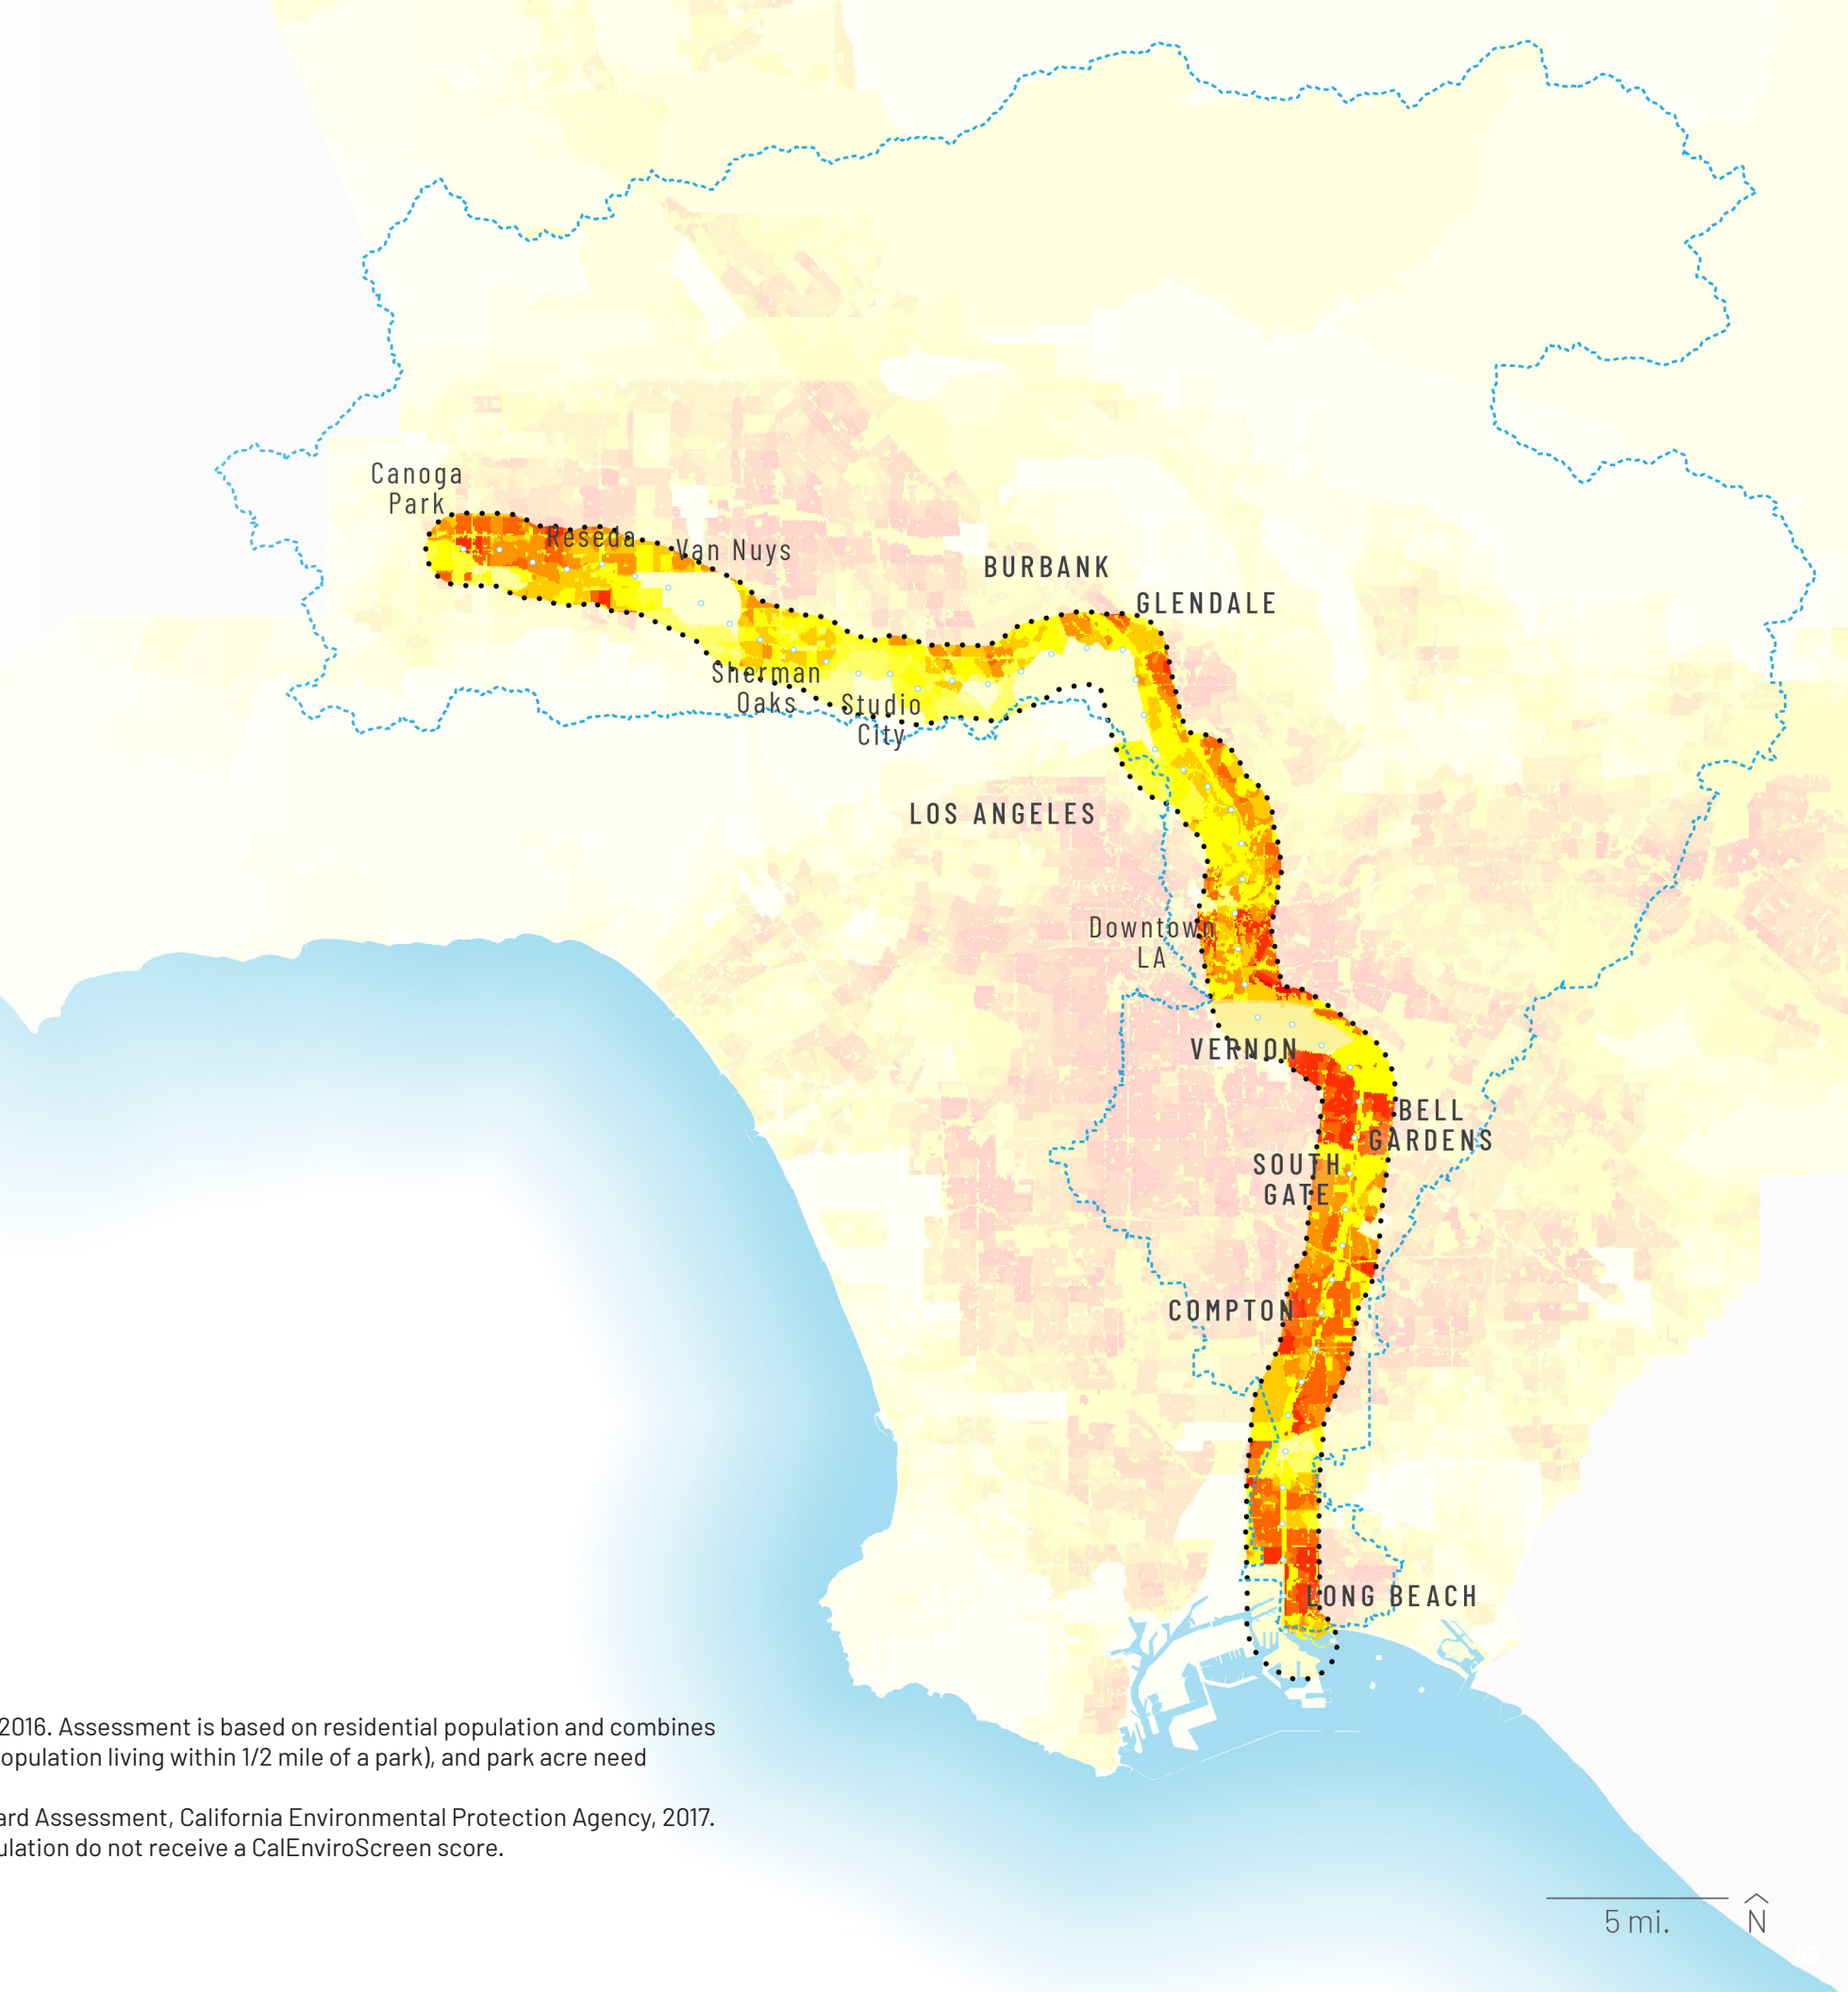 Canoga
Park
Reseda
Van Nuys
BURBANK
GLENDALE
Sherman
Oaks
Studio
City
LOS ANGELES
Downtown
LA
VERNON
BELL
GARDENS
SOUTH
GATE
COMPTON
LONG BEACH
2016. Assessment is based on residential population and combines
opulation living within 1/2 mile of a park), and park acre need
ard Assessment, California Environmental Protection Agency, 2017.
ulation do not receive a CalEnviroScreen score.
5 mi.
N